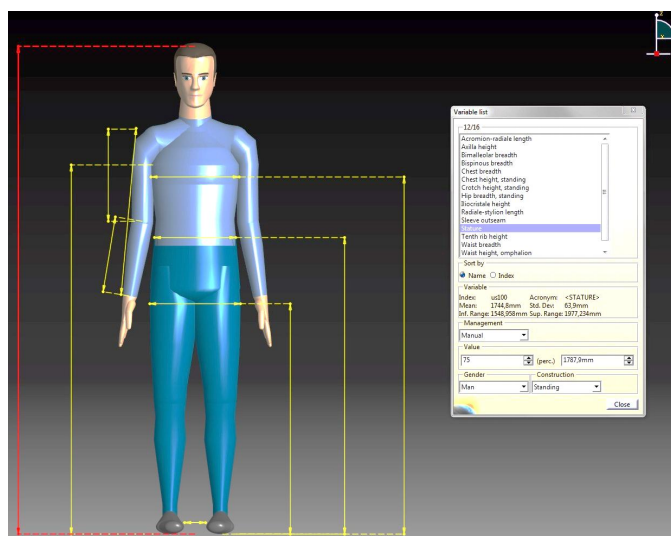 Variable list
12/16
Acromion-radiale length
Axilla height
Bimalleolar breadth
Bispinous breadth
Chest breadth
Chest height, standing
Crotch height, standing
Hip breadth, standing
Iliocristale height
Radiale-stylion length
Sleeve outseam
Stature
Tenth rib height
Waist breadth
Waist height, omphalion
Sort by
Name Index
Variable
Index: us100 Acronym: <STATURE>
Mean: 1744,8mm Std. Dev: 63,9mm
Inf. Range: 1548,958mm Sup. Range: 1977,234mm
Management
Manual
Value
75 (perc.) 1787,9mm
Gender Construction
Man Standing
Close